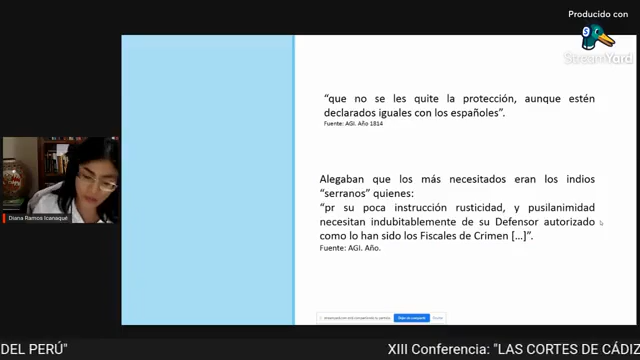 Producido con
StreamYard
“que no se les quite la protección, aunque estén
declarados iguales con los españoles”.
Fuente: AGI. Año 1814
Alegaban que los más necesitados eran los indios
“serranos” quienes:
“pr su poca instrucción rusticidad, y pusilanimidad
necesitan indubitablemente de su Defensor autorizado
como lo han sido los Fiscales de Crimen […]”.
Fuente: AGI. Año.
Diana Ramos Icanaqué
DEL PERÚ" XIII Conferencia: "LAS CORTES DE CÁDIZ